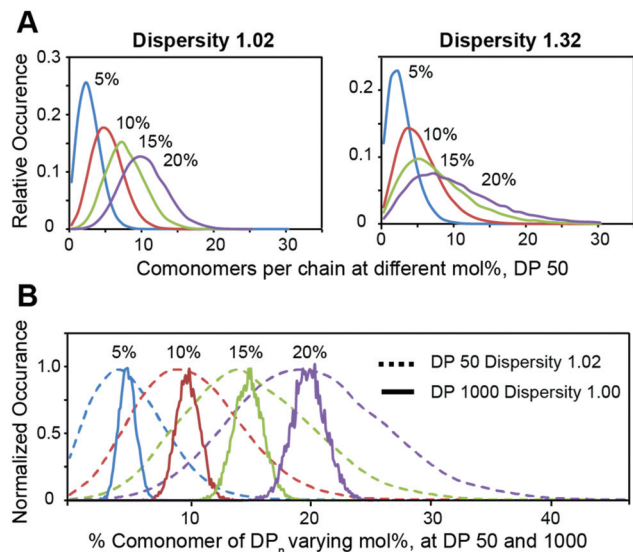 A
Dispersity 1.02
Dispersity 1.32
Relative Occurence
0.3
0.2
0.1
0
5%
10%
15%
20%
0 10 20 30
0.2
0.1
0
5%
10%
15%
20%
0 10 20 30
Comonomers per chain at different mol%, DP 50
B
Normalized Occurance
1.0
0.5
0
5% 10% 15% 20%
DP 50 Dispersity 1.02
DP 1000 Dispersity 1.00
0 10 20 30 40
% Comonomer of DPn varying mol%, at DP 50 and 1000